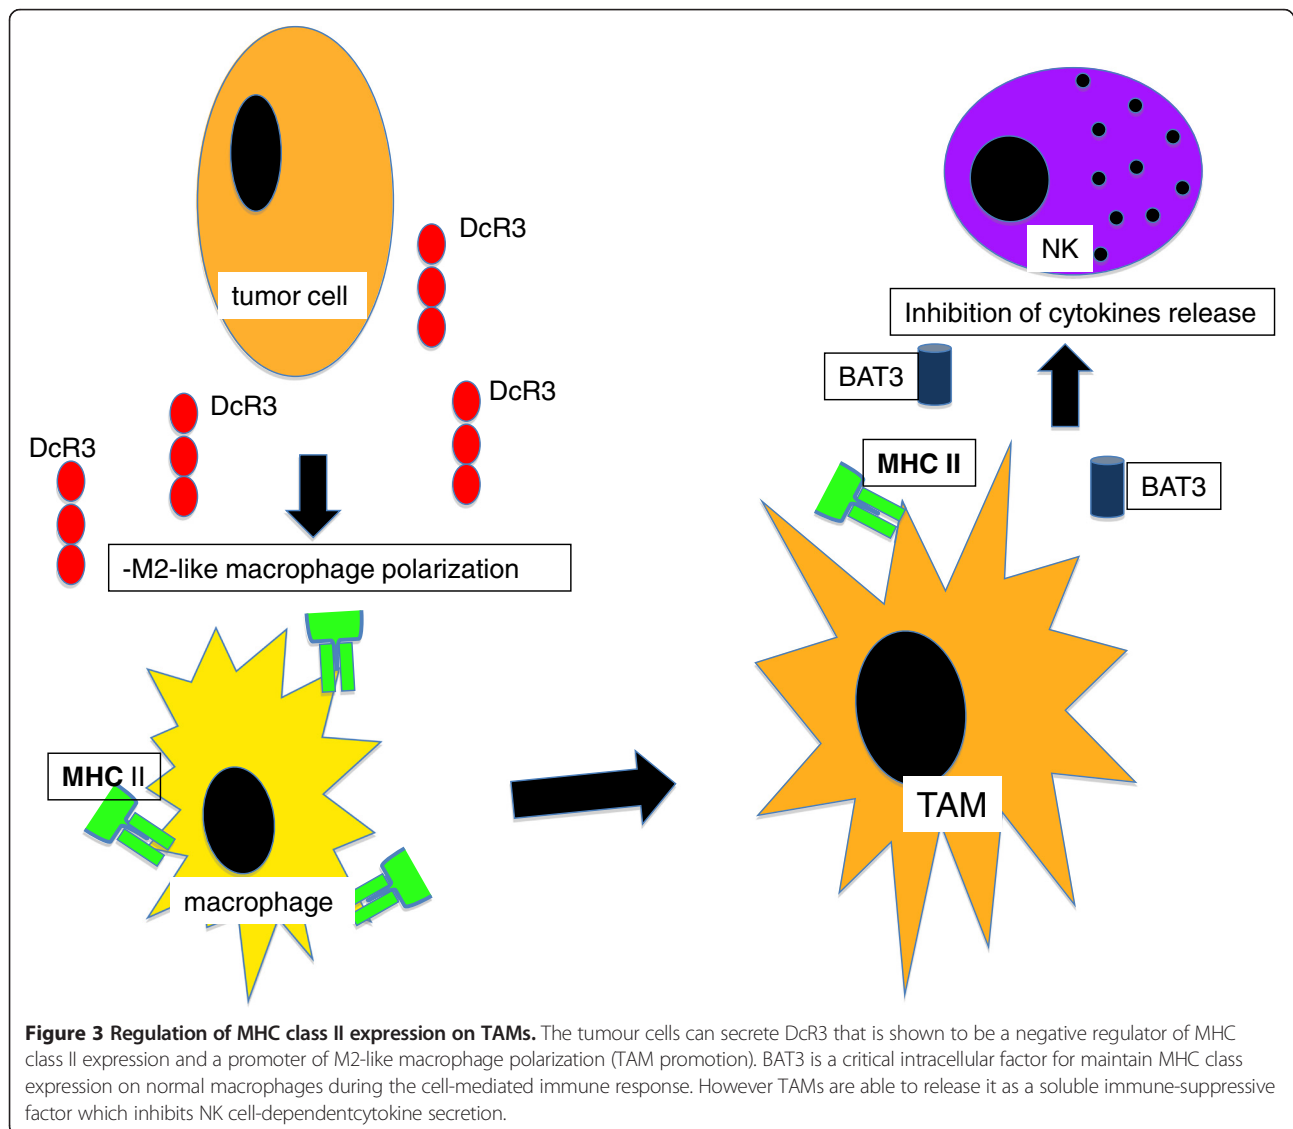 DcR3
tumor cell
DcR3
DcR3
DcR3
-M2-like macrophage polarization
MHC II
macrophage
NK
Inhibition of cytokines release
BAT3
MHC II
BAT3
TAM
Figure 3 Regulation of MHC class II expression on TAMs. The tumour cells can secrete DcR3 that is shown to be a negative regulator of MHC
class II expression and a promoter of M2-like macrophage polarization (TAM promotion). BAT3 is a critical intracellular factor for maintain MHC class
expression on normal macrophages during the cell-mediated immune response. However TAMs are able to release it as a soluble immune-suppressive
factor which inhibits NK cell-dependentcytokine secretion.